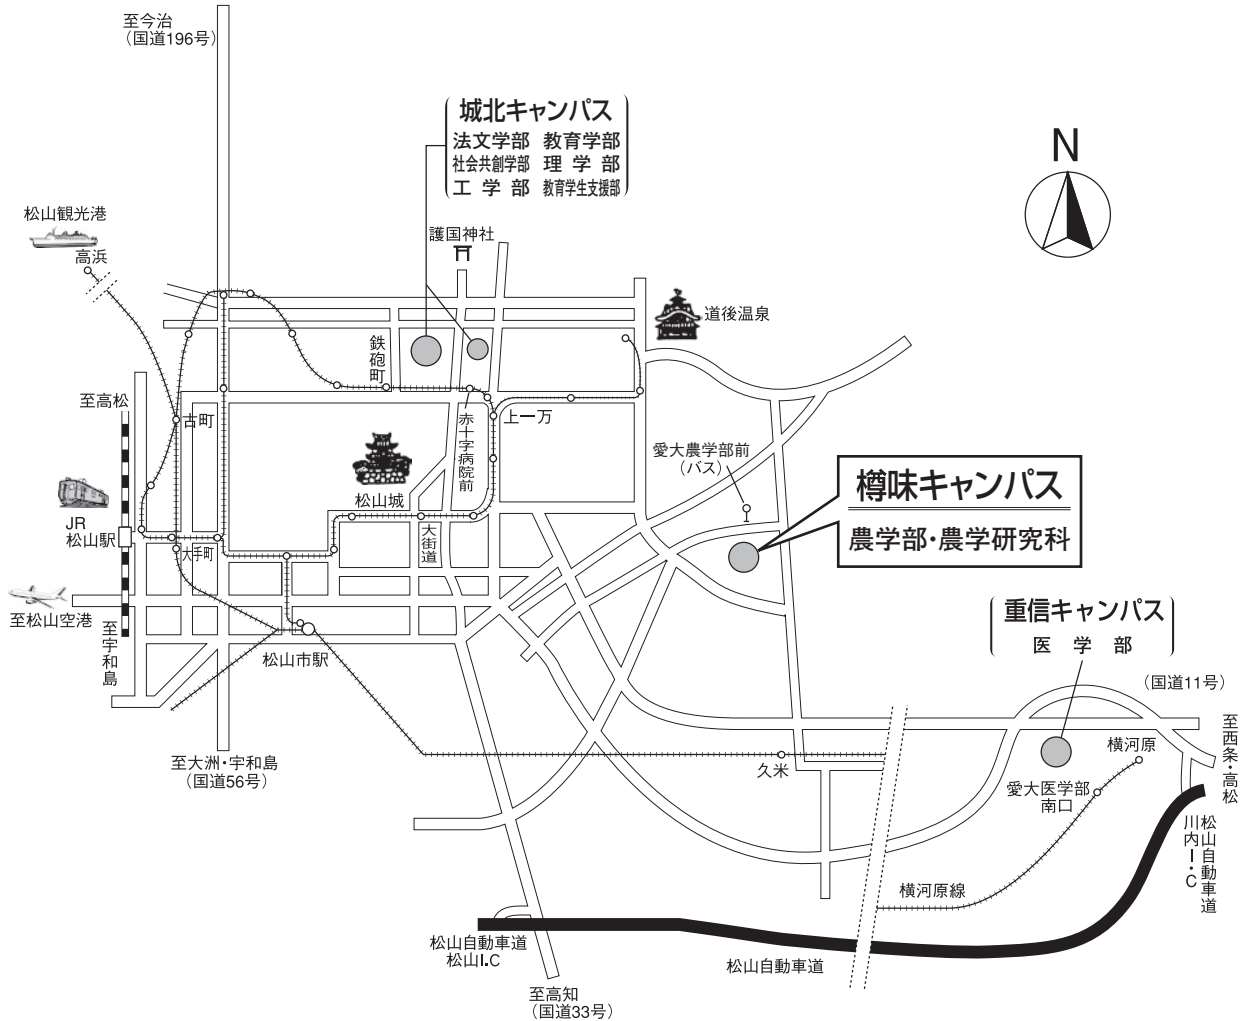 至今治
(国道196号)
城北キャンパス
法文学部 教育学部
社会共創学部 理学部
工学部 教育学生支援部
N
松山観光港
高浜
護国神社
道後温泉
鉄砲町
至高松
古町
赤十字病院前
上一万
愛大農学部前
(バス)
樽味キャンパス
農学部・農学研究科
松山城
JR
松山駅
大手町
大街道
至松山空港
至宇和島
松山市駅
重信キャンパス
医学部
(国道11号)
至西条・高松
至大洲・宇和島
(国道56号)
久米
横河原
愛大医学部
南口
松山自動車道
川内I・C
横河原線
松山自動車道
松山I.C
松山自動車道
至高知
(国道33号)